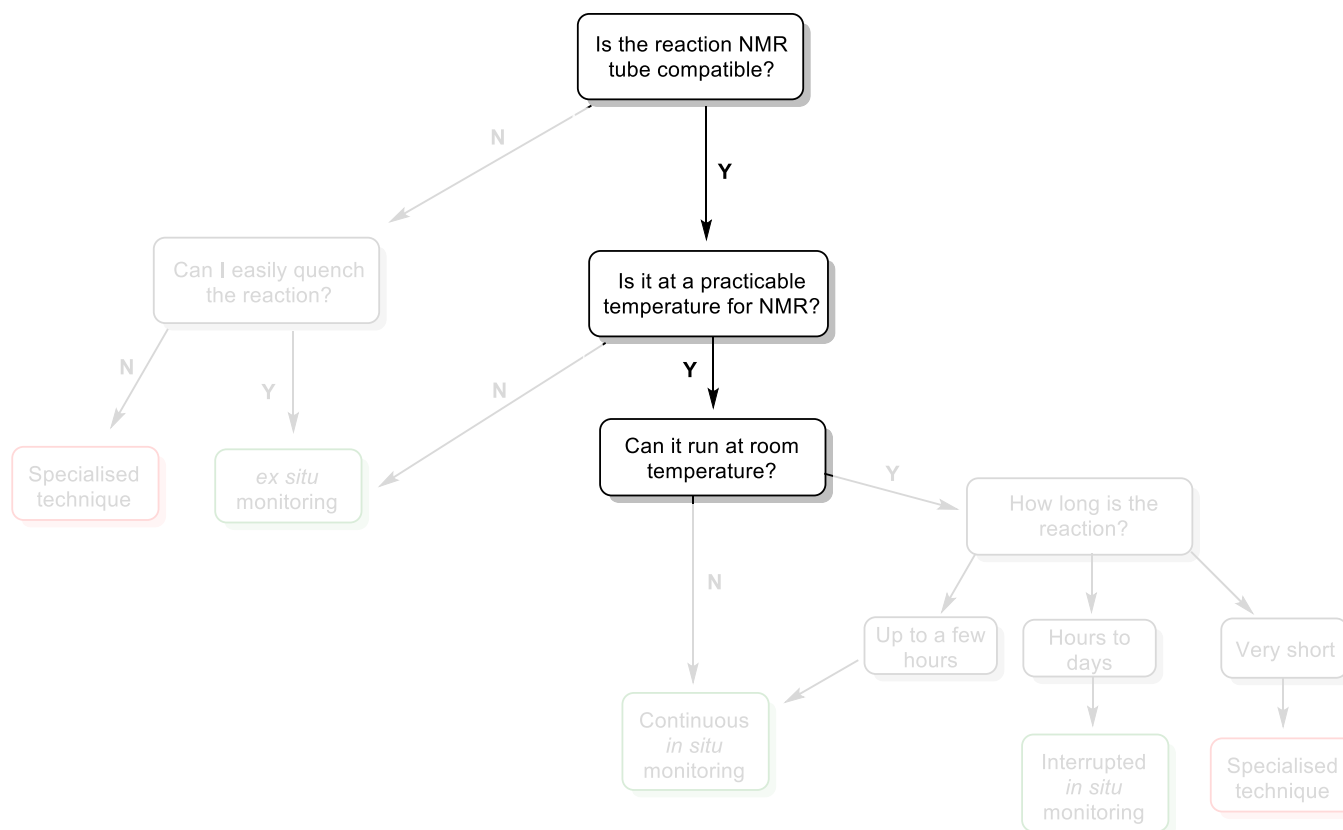 Is the reaction NMR
tube compatible?
N
Y
Can I easily quench
the reaction?
Is it at a practicable
temperature for NMR?
N
Y
N
Y
Can it run at room
temperature?
Specialised
technique
ex situ
monitoring
Y
How long is the
reaction?
N
Up to a few
hours
Hours to
days
Very short
Continuous
in situ
monitoring
Interrupted
in situ
monitoring
Specialised
technique